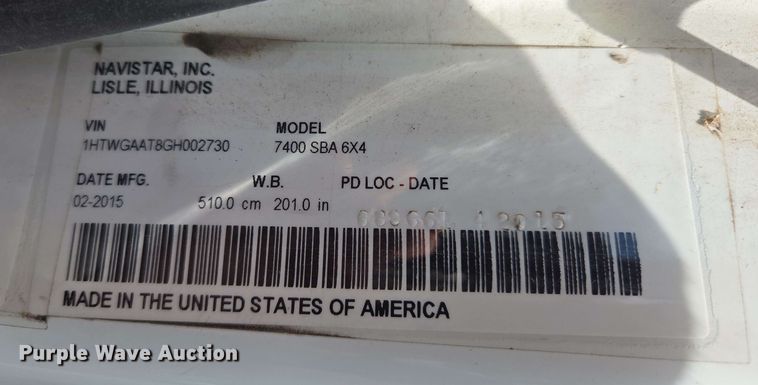 NAVISTAR, INC.
LISLE, ILLINOIS
VIN MODEL
1HTWGAAT8GH002730 7400 SBA 6X4
DATE MFG. W.B. PD LOC - DATE
02-2015 510.0 cm 201.0 in 2015
MADE IN THE UNITED STATES OF AMERICA
Purple Wave Auction